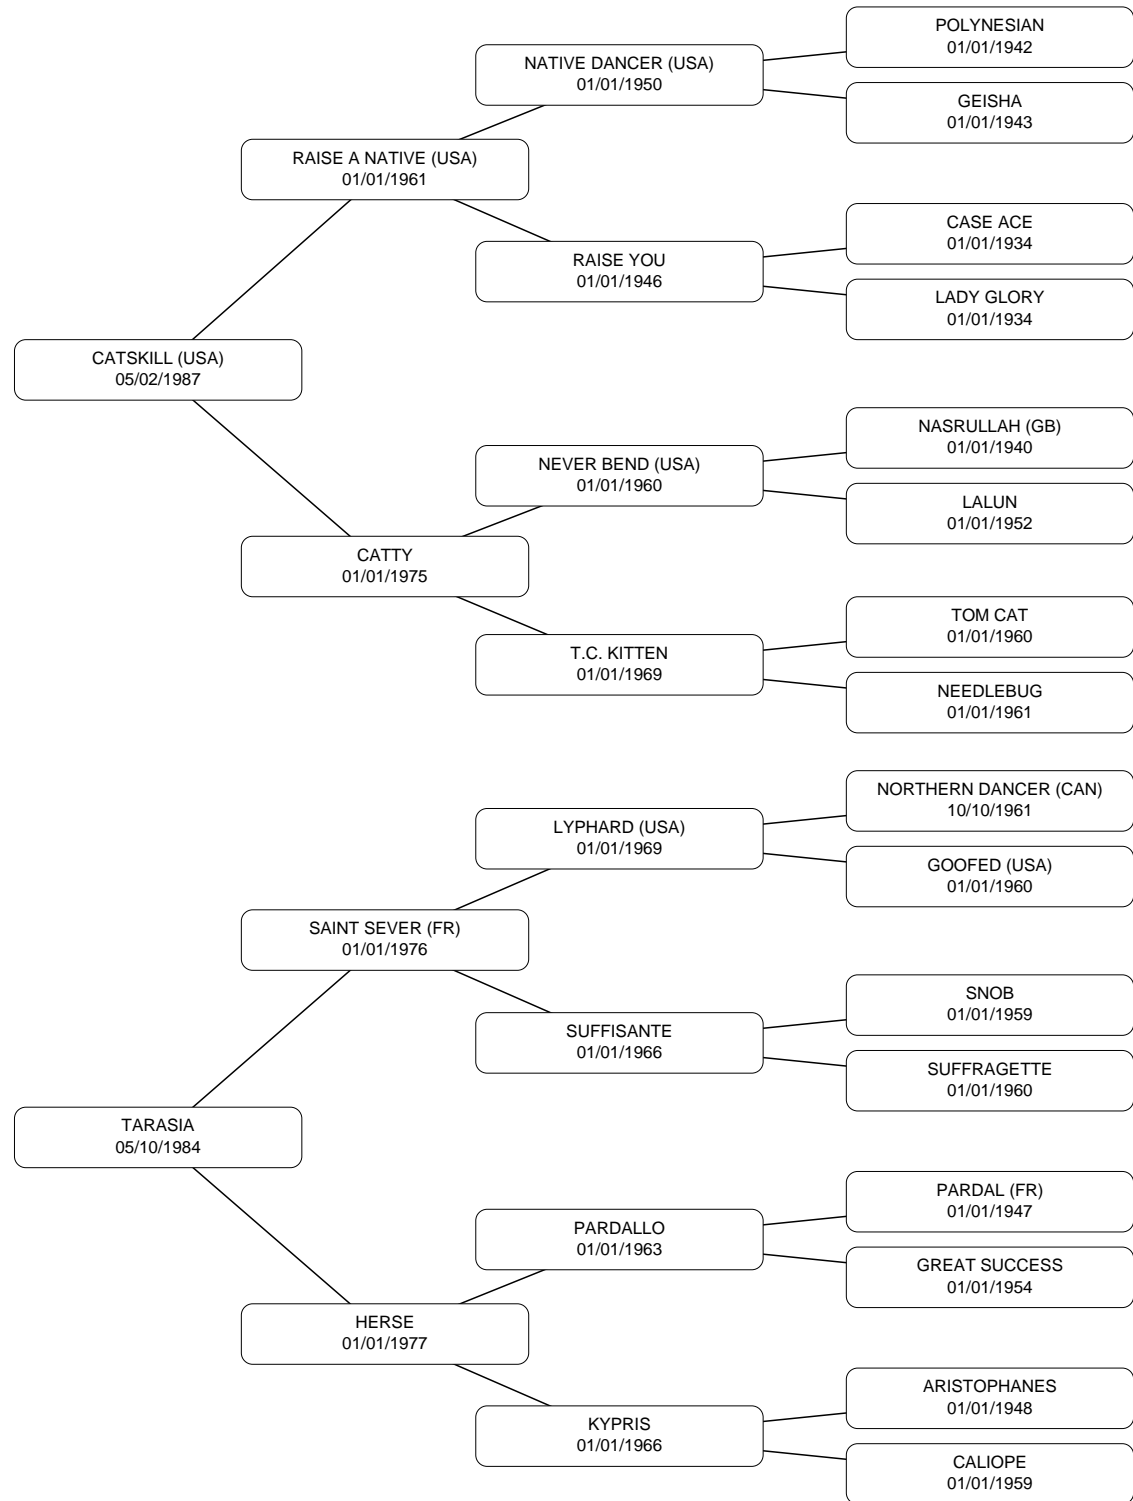 POLYNESIAN
01/01/1942
NATIVE DANCER (USA)
01/01/1950
GEISHA
01/01/1943
RAISE A NATIVE (USA)
01/01/1961
CASE ACE
01/01/1934
RAISE YOU
01/01/1946
LADY GLORY
01/01/1934
CATSKILL (USA)
05/02/1987
NASRULLAH (GB)
01/01/1940
NEVER BEND (USA)
01/01/1960
LALUN
01/01/1952
CATTY
01/01/1975
TOM CAT
01/01/1960
T.C. KITTEN
01/01/1969
NEEDLEBUG
01/01/1961
NORTHERN DANCER (CAN)
10/10/1961
LYPHARD (USA)
01/01/1969
GOOFED (USA)
01/01/1960
SAINT SEVER (FR)
01/01/1976
SNOB
01/01/1959
SUFFISANTE
01/01/1966
SUFFRAGETTE
01/01/1960
TARASIA
05/10/1984
PARDAL (FR)
01/01/1947
PARDALLO
01/01/1963
GREAT SUCCESS
01/01/1954
HERSE
01/01/1977
ARISTOPHANES
01/01/1948
KYPRIS
01/01/1966
CALIOPE
01/01/1959